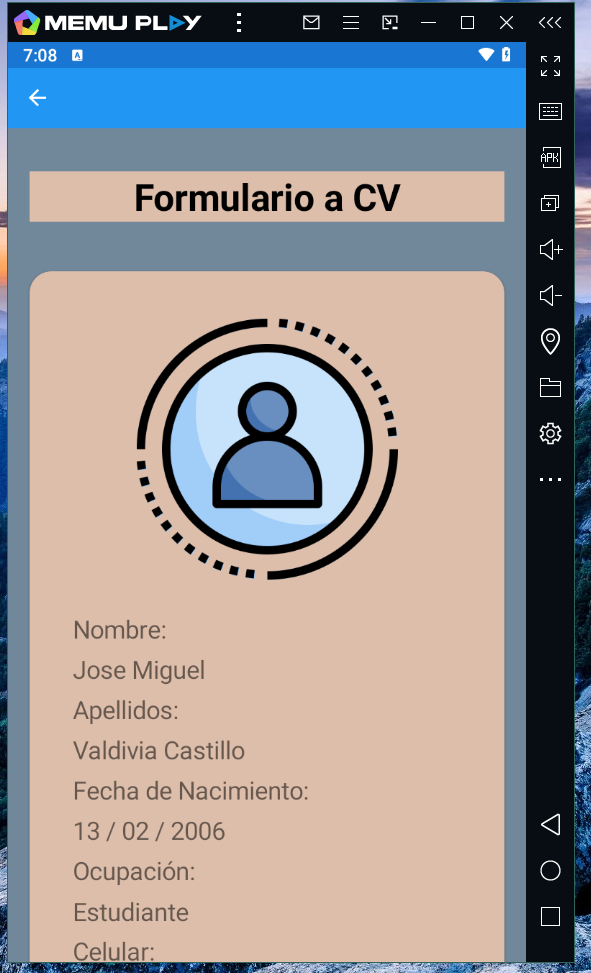 MEMU PLAY
7:08 A
APK
Formulario a CV
Nombre:
Jose Miguel
Apellidos:
Valdivia Castillo
Fecha de Nacimiento:
13 / 02 / 2006
Ocupación:
Estudiante
Celular: